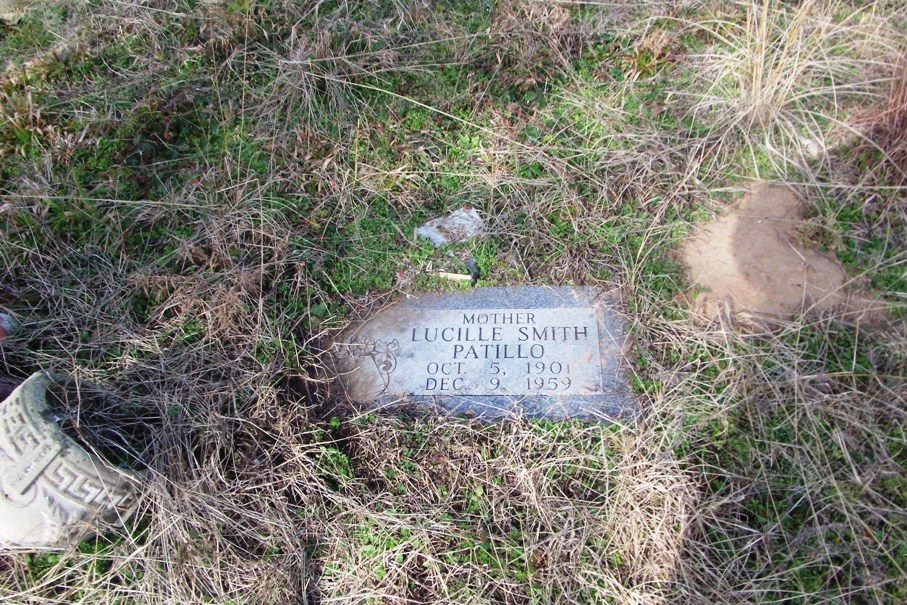 MOTHER
LUCILLE SMITH
PATILLO
OCT. 5, 1901
DEC. 9, 1959